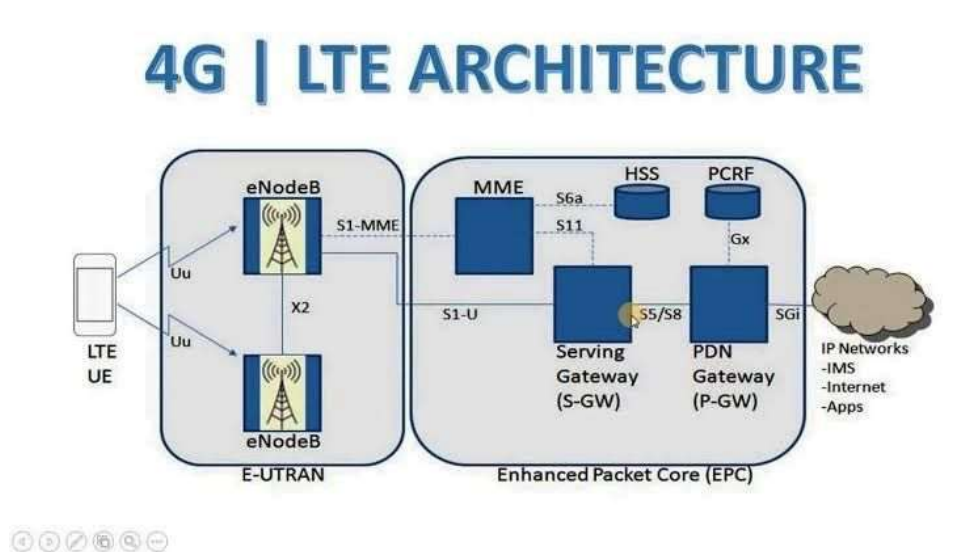 4G | LTE ARCHITECTURE
eNodeB
MME
HSS
PCRF
S6a
S1-MME
S11
Gx
Uu
X2
S1-U
S5/S8
SGi
Uu
LTE
UE
Serving
Gateway
(S-GW)
PDN
Gateway
(P-GW)
IP Networks
-IMS
-Internet
-Apps
eNodeB
E-UTRAN
Enhanced Packet Core (EPC)